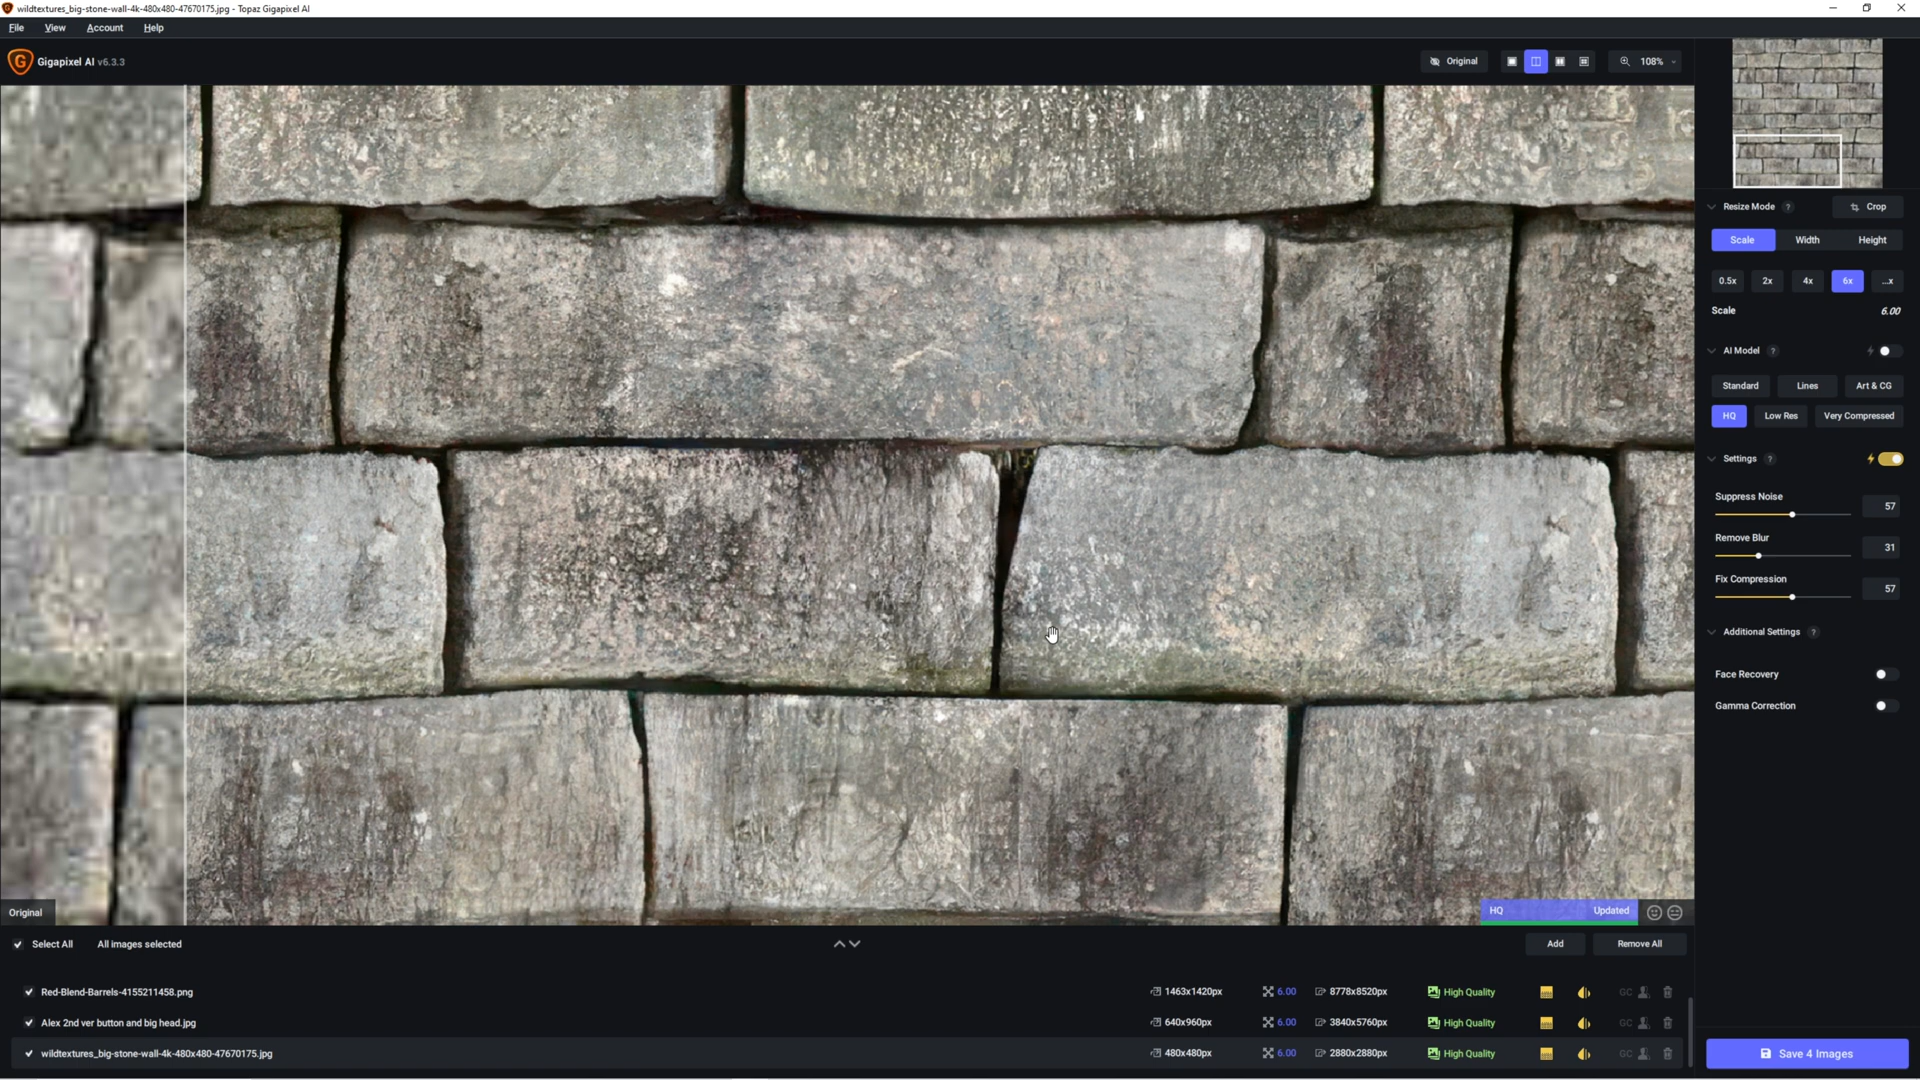 wildtextures_big-stone-wall-4k-480x480-47670175.jpg - Topaz Gigapixel AI
File View Account Help
Gigapixel AI v6.3.3
Original 108%
Resize Mode ? Crop
Scale Width Height
0.5x 2x 4x 6x ...x
Scale 6.00
AI Model ?
Standard Lines Art & CG
HQ Low Res Very Compressed
Settings ?
Suppress Noise 57
Remove Blur 31
Fix Compression 57
Additional Settings ?
Face Recovery
Gamma Correction
Original
HQ Updated
Select All All images selected Add Remove All
Red-Blend-Barrels-4155211458.png 1463x1420px 6.00 8778x8520px High Quality GC
Alex 2nd ver button and big head.jpg 640x960px 6.00 3840x5760px High Quality GC
wildtextures_big-stone-wall-4k-480x480-47670175.jpg 480x480px 6.00 2880x2880px High Quality GC
Save 4 Images